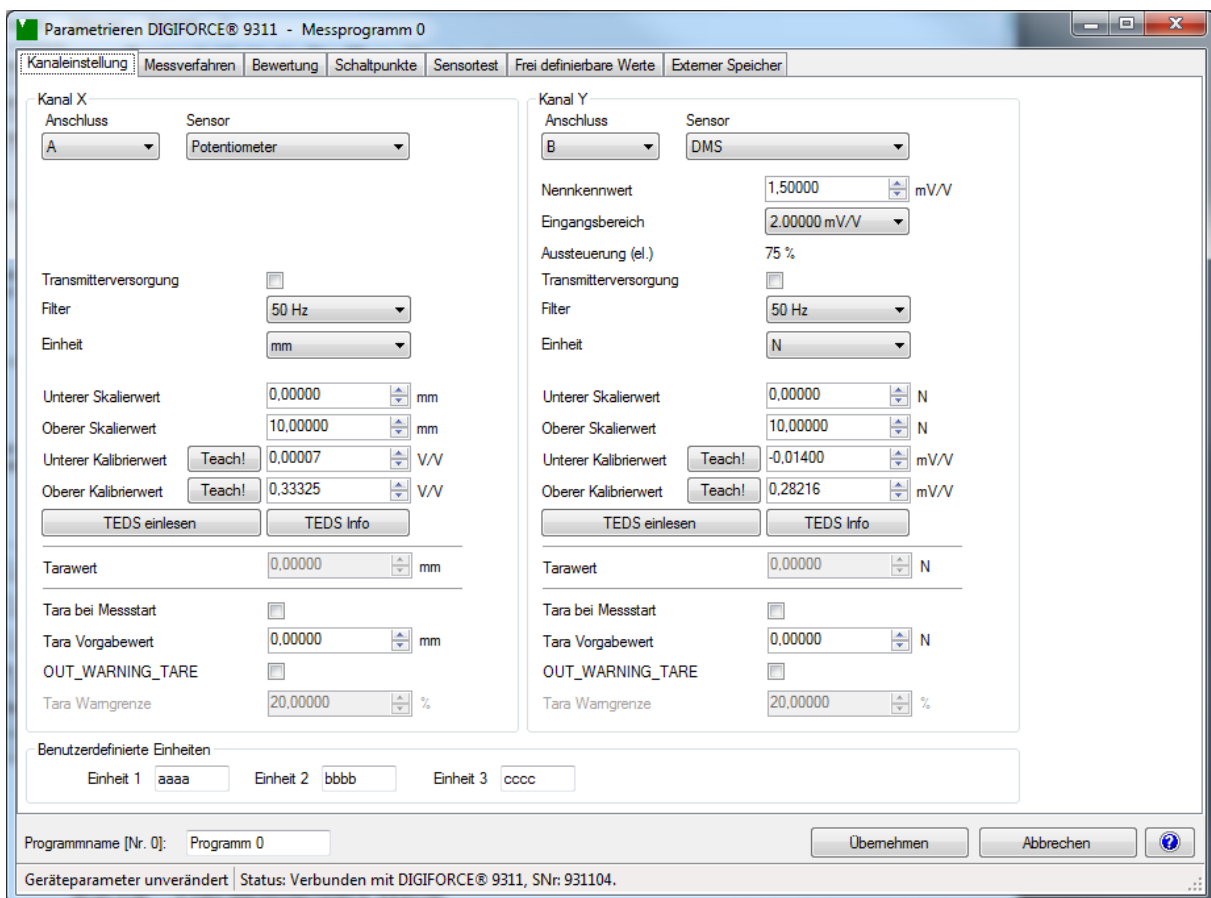 Parametrieren DIGIFORCE® 9311 - Messprogramm 0
Kanaleinstellung Messverfahren Bewertung Schaltpunkte Sensortest Frei definierbare Werte Externer Speicher
Kanal X
Anschluss Sensor
A Potentiometer
Transmitterversorgung
Filter 50 Hz
Einheit mm
Unterer Skalierwert 0,00000 mm
Oberer Skalierwert 10,00000 mm
Unterer Kalibrierwert Teach! 0,00007 V/V
Oberer Kalibrierwert Teach! 0,33325 V/V
TEDS einlesen TEDS Info
Tarawert 0,00000 mm
Tara bei Messstart
Tara Vorgabewert 0,00000 mm
OUT_WARNING_TARE
Tara Warngrenze 20,00000 %
Kanal Y
Anschluss Sensor
B DMS
Nennkennwert 1,50000 mV/V
Eingangsbereich 2.00000 mV/V
Aussteuerung (el.) 75 %
Transmitterversorgung
Filter 50 Hz
Einheit N
Unterer Skalierwert 0,00000 N
Oberer Skalierwert 10,00000 N
Unterer Kalibrierwert Teach! -0,01400 mV/V
Oberer Kalibrierwert Teach! 0,28216 mV/V
TEDS einlesen TEDS Info
Tarawert 0,00000 N
Tara bei Messstart
Tara Vorgabewert 0,00000 N
OUT_WARNING_TARE
Tara Warngrenze 20,00000 %
Benutzerdefinierte Einheiten
Einheit 1 aaaa Einheit 2 bbbb Einheit 3 cccc
Programmname [Nr. 0]: Programm 0 Übernehmen Abbrechen ?
Geräteparameter unverändert Status: Verbunden mit DIGIFORCE® 9311, SNr: 931104.